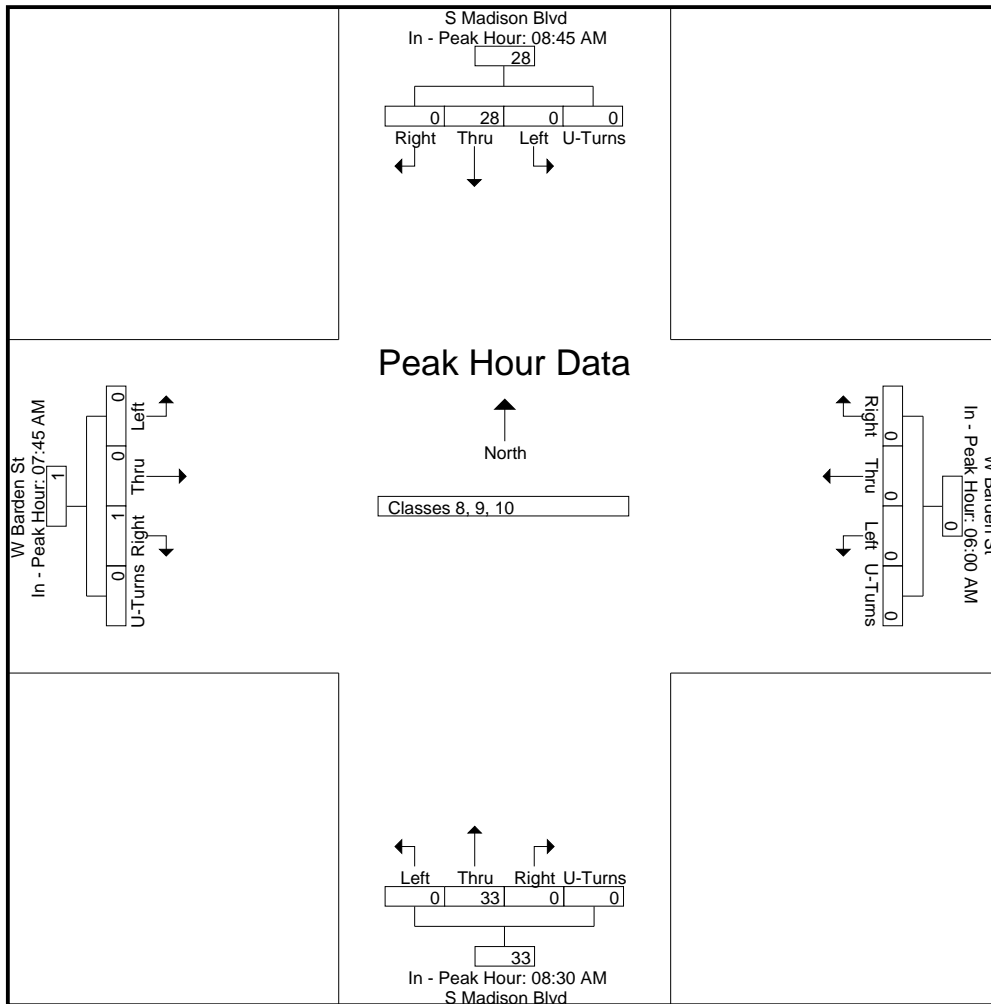 S Madison Blvd
In - Peak Hour: 08:45 AM
28
0 28 0 0
Right Thru Left U-Turns
Peak Hour Data
North
Classes 8, 9, 10
W Barden St
In - Peak Hour: 07:45 AM
1
0 0 1 0
Left Thru Right U-Turns
W Barden St
In - Peak Hour: 06:00 AM
0
0 0 0 0
Right Thru Left U-Turns
Left Thru Right U-Turns
0 33 0 0
33
In - Peak Hour: 08:30 AM
S Madison Blvd